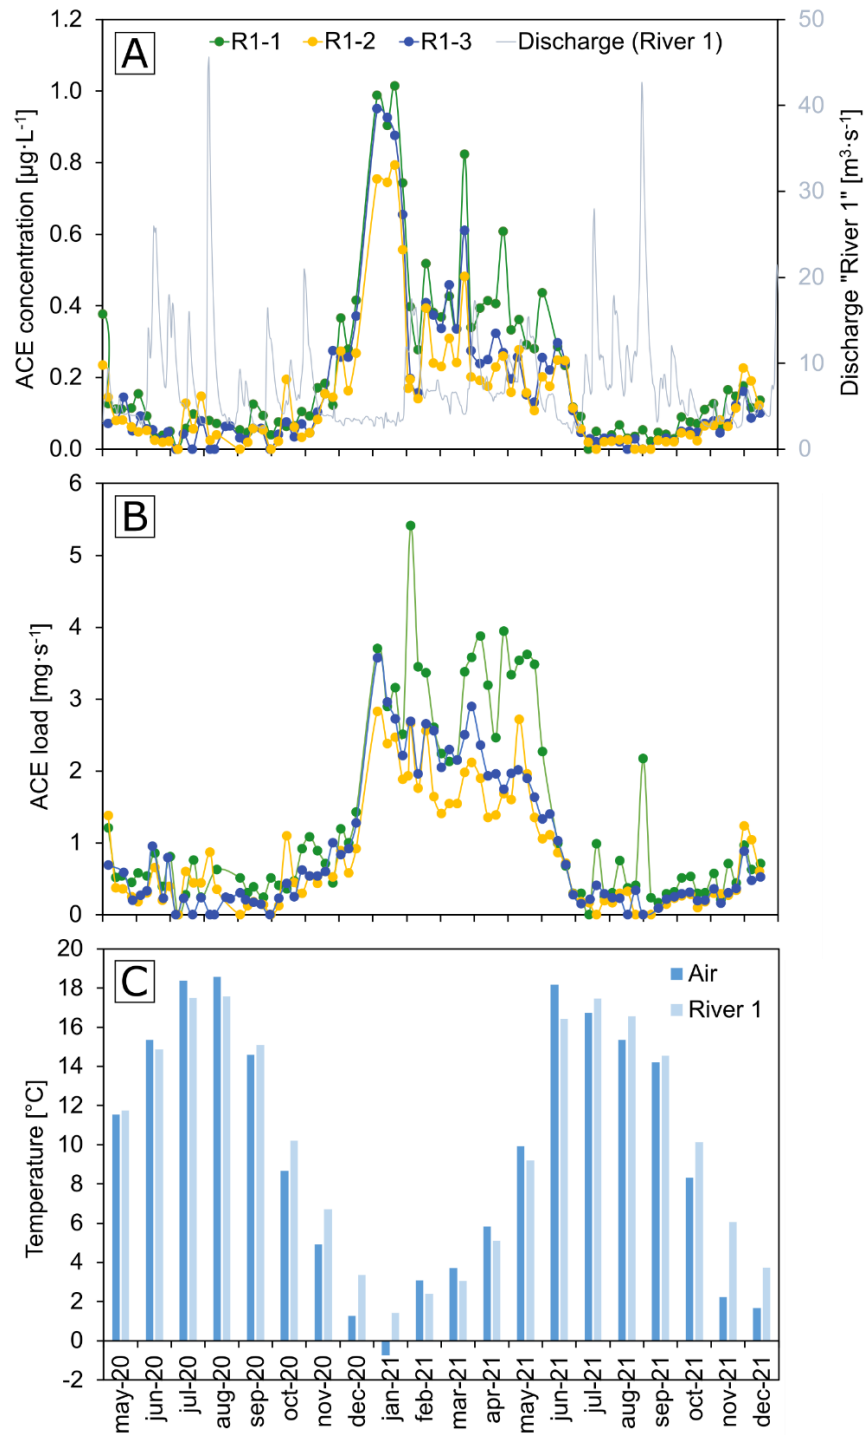 A
R1-1 R1-2 R1-3 Discharge (River 1)
ACE concentration [µg·L⁻¹]
1.2
1.0
0.8
0.6
0.4
0.2
0.0
50
40
30
20
10
0
Discharge "River 1" [m³·s⁻¹]
B
ACE load [mg·s⁻¹]
6
5
4
3
2
1
0
C
Air
River 1
Temperature [°C]
20
18
16
14
12
10
8
6
4
2
0
-2
may-20
jun-20
jul-20
aug-20
sep-20
oct-20
nov-20
dec-20
jan-21
feb-21
mar-21
apr-21
may-21
jun-21
jul-21
aug-21
sep-21
oct-21
nov-21
dec-21